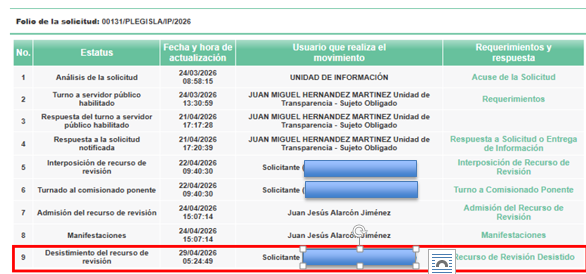 Folio de la solicitud: 00131/PLEGISLA/IP/2026
No. Estatus Fecha y hora de actualización Usuario que realiza el movimiento Requerimientos y respuesta
1 Análisis de la solicitud 24/03/2026 08:58:15 UNIDAD DE INFORMACIÓN Acuse de la Solicitud
2 Turno a servidor público habilitado 24/03/2026 13:30:59 JUAN MIGUEL HERNANDEZ MARTINEZ Unidad de Transparencia - Sujeto Obligado Requerimientos
3 Respuesta del turno a servidor público habilitado 21/04/2026 17:17:28 JUAN MIGUEL HERNANDEZ MARTINEZ Unidad de Transparencia - Sujeto Obligado
4 Respuesta a la solicitud notificada 21/04/2026 17:20:39 JUAN MIGUEL HERNANDEZ MARTINEZ Unidad de Transparencia - Sujeto Obligado Respuesta a Solicitud o Entrega de Información
5 Interposición de recurso de revisión 22/04/2026 09:40:30 Solicitante ( Interposición de Recurso de Revisión
6 Turnado al comisionado ponente 22/04/2026 09:40:30 Solicitante ( Turno a Comisionado Ponente
7 Admisión del recurso de revisión 24/04/2026 15:07:14 Juan Jesús Alarcón Jiménez Admisión del Recurso de Revisión
8 Manifestaciones 24/04/2026 15:07:14 Juan Jesús Alarcón Jiménez Manifestaciones
9 Desistimiento del recurso de revisión 29/04/2026 05:24:49 Solicitante Recurso de Revisión Desistido